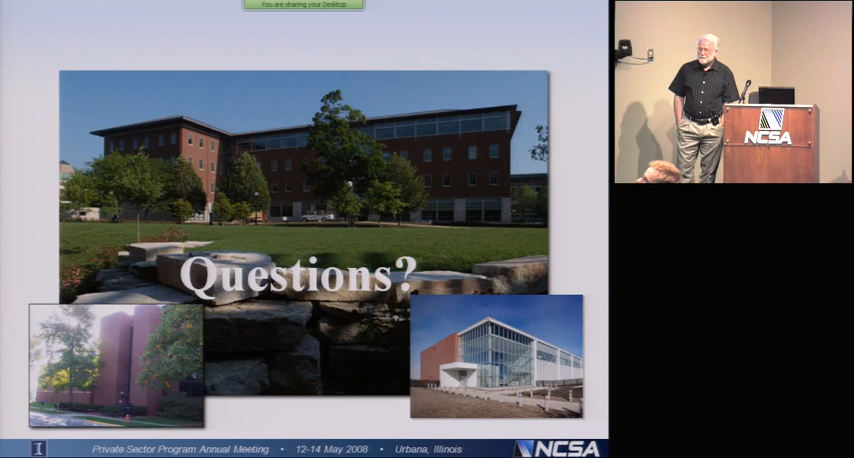 You are sharing your Desktop
NCSA
Questions?
I
Private Sector Program Annual Meeting • 12-14 May 2008 • Urbana, Illinois
NCSA